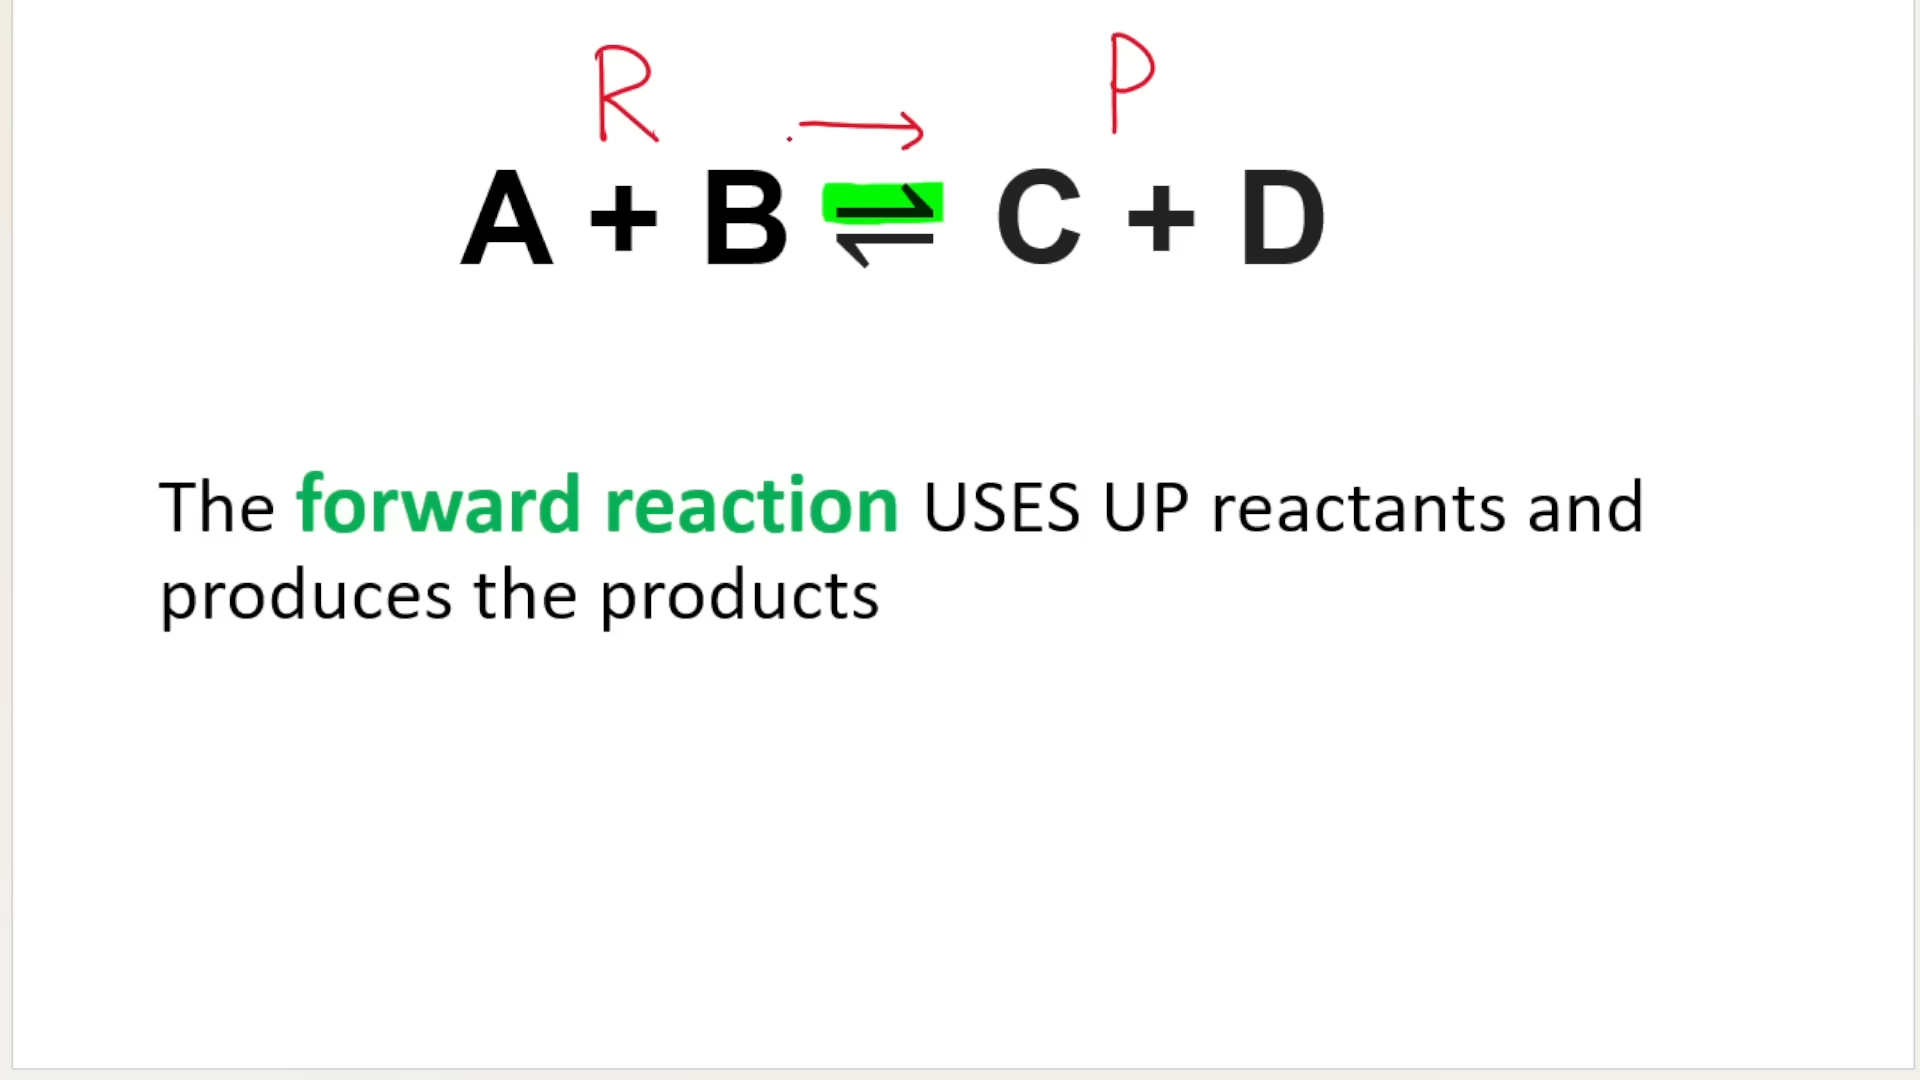 R P
A + B ⇌ C + D
The forward reaction USES UP reactants and
produces the products